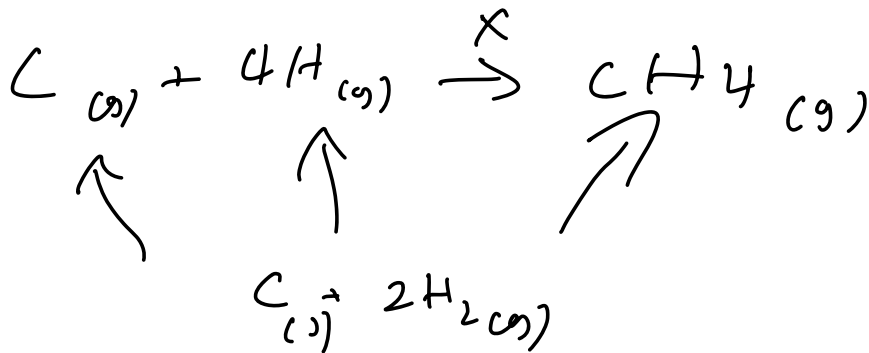 x
C (g) + 4H (g) → CH4 (g)
C (s) + 2H2 (g)